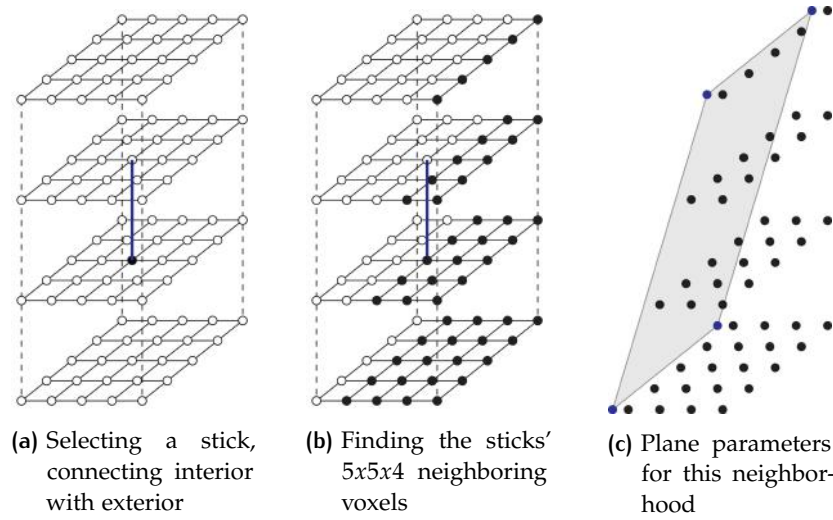 (a) Selecting a stick,
connecting interior
with exterior
(b) Finding the sticks'
5x5x4 neighboring
voxels
(c) Plane parameters
for this neighbor-
hood